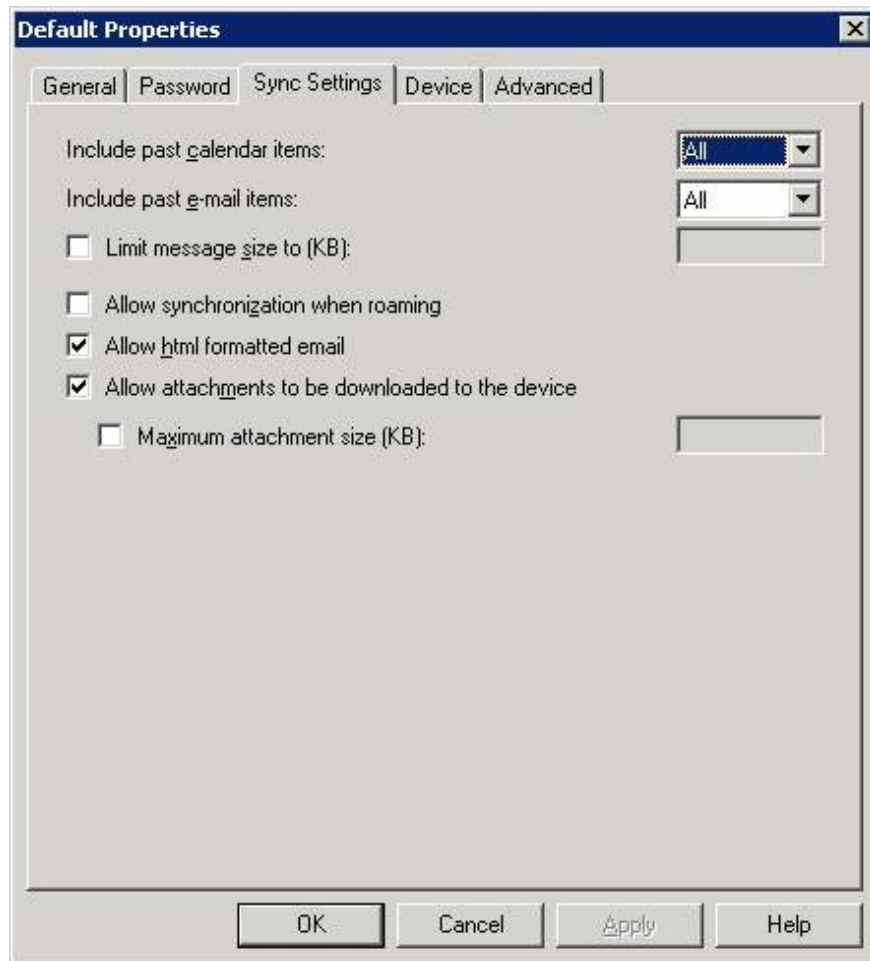 Default Properties
General Password Sync Settings Device Advanced
Include past calendar items: All
Include past e-mail items: All
Limit message size to (KB):
Allow synchronization when roaming
Allow html formatted email
Allow attachments to be downloaded to the device
Maximum attachment size (KB):
OK Cancel Apply Help